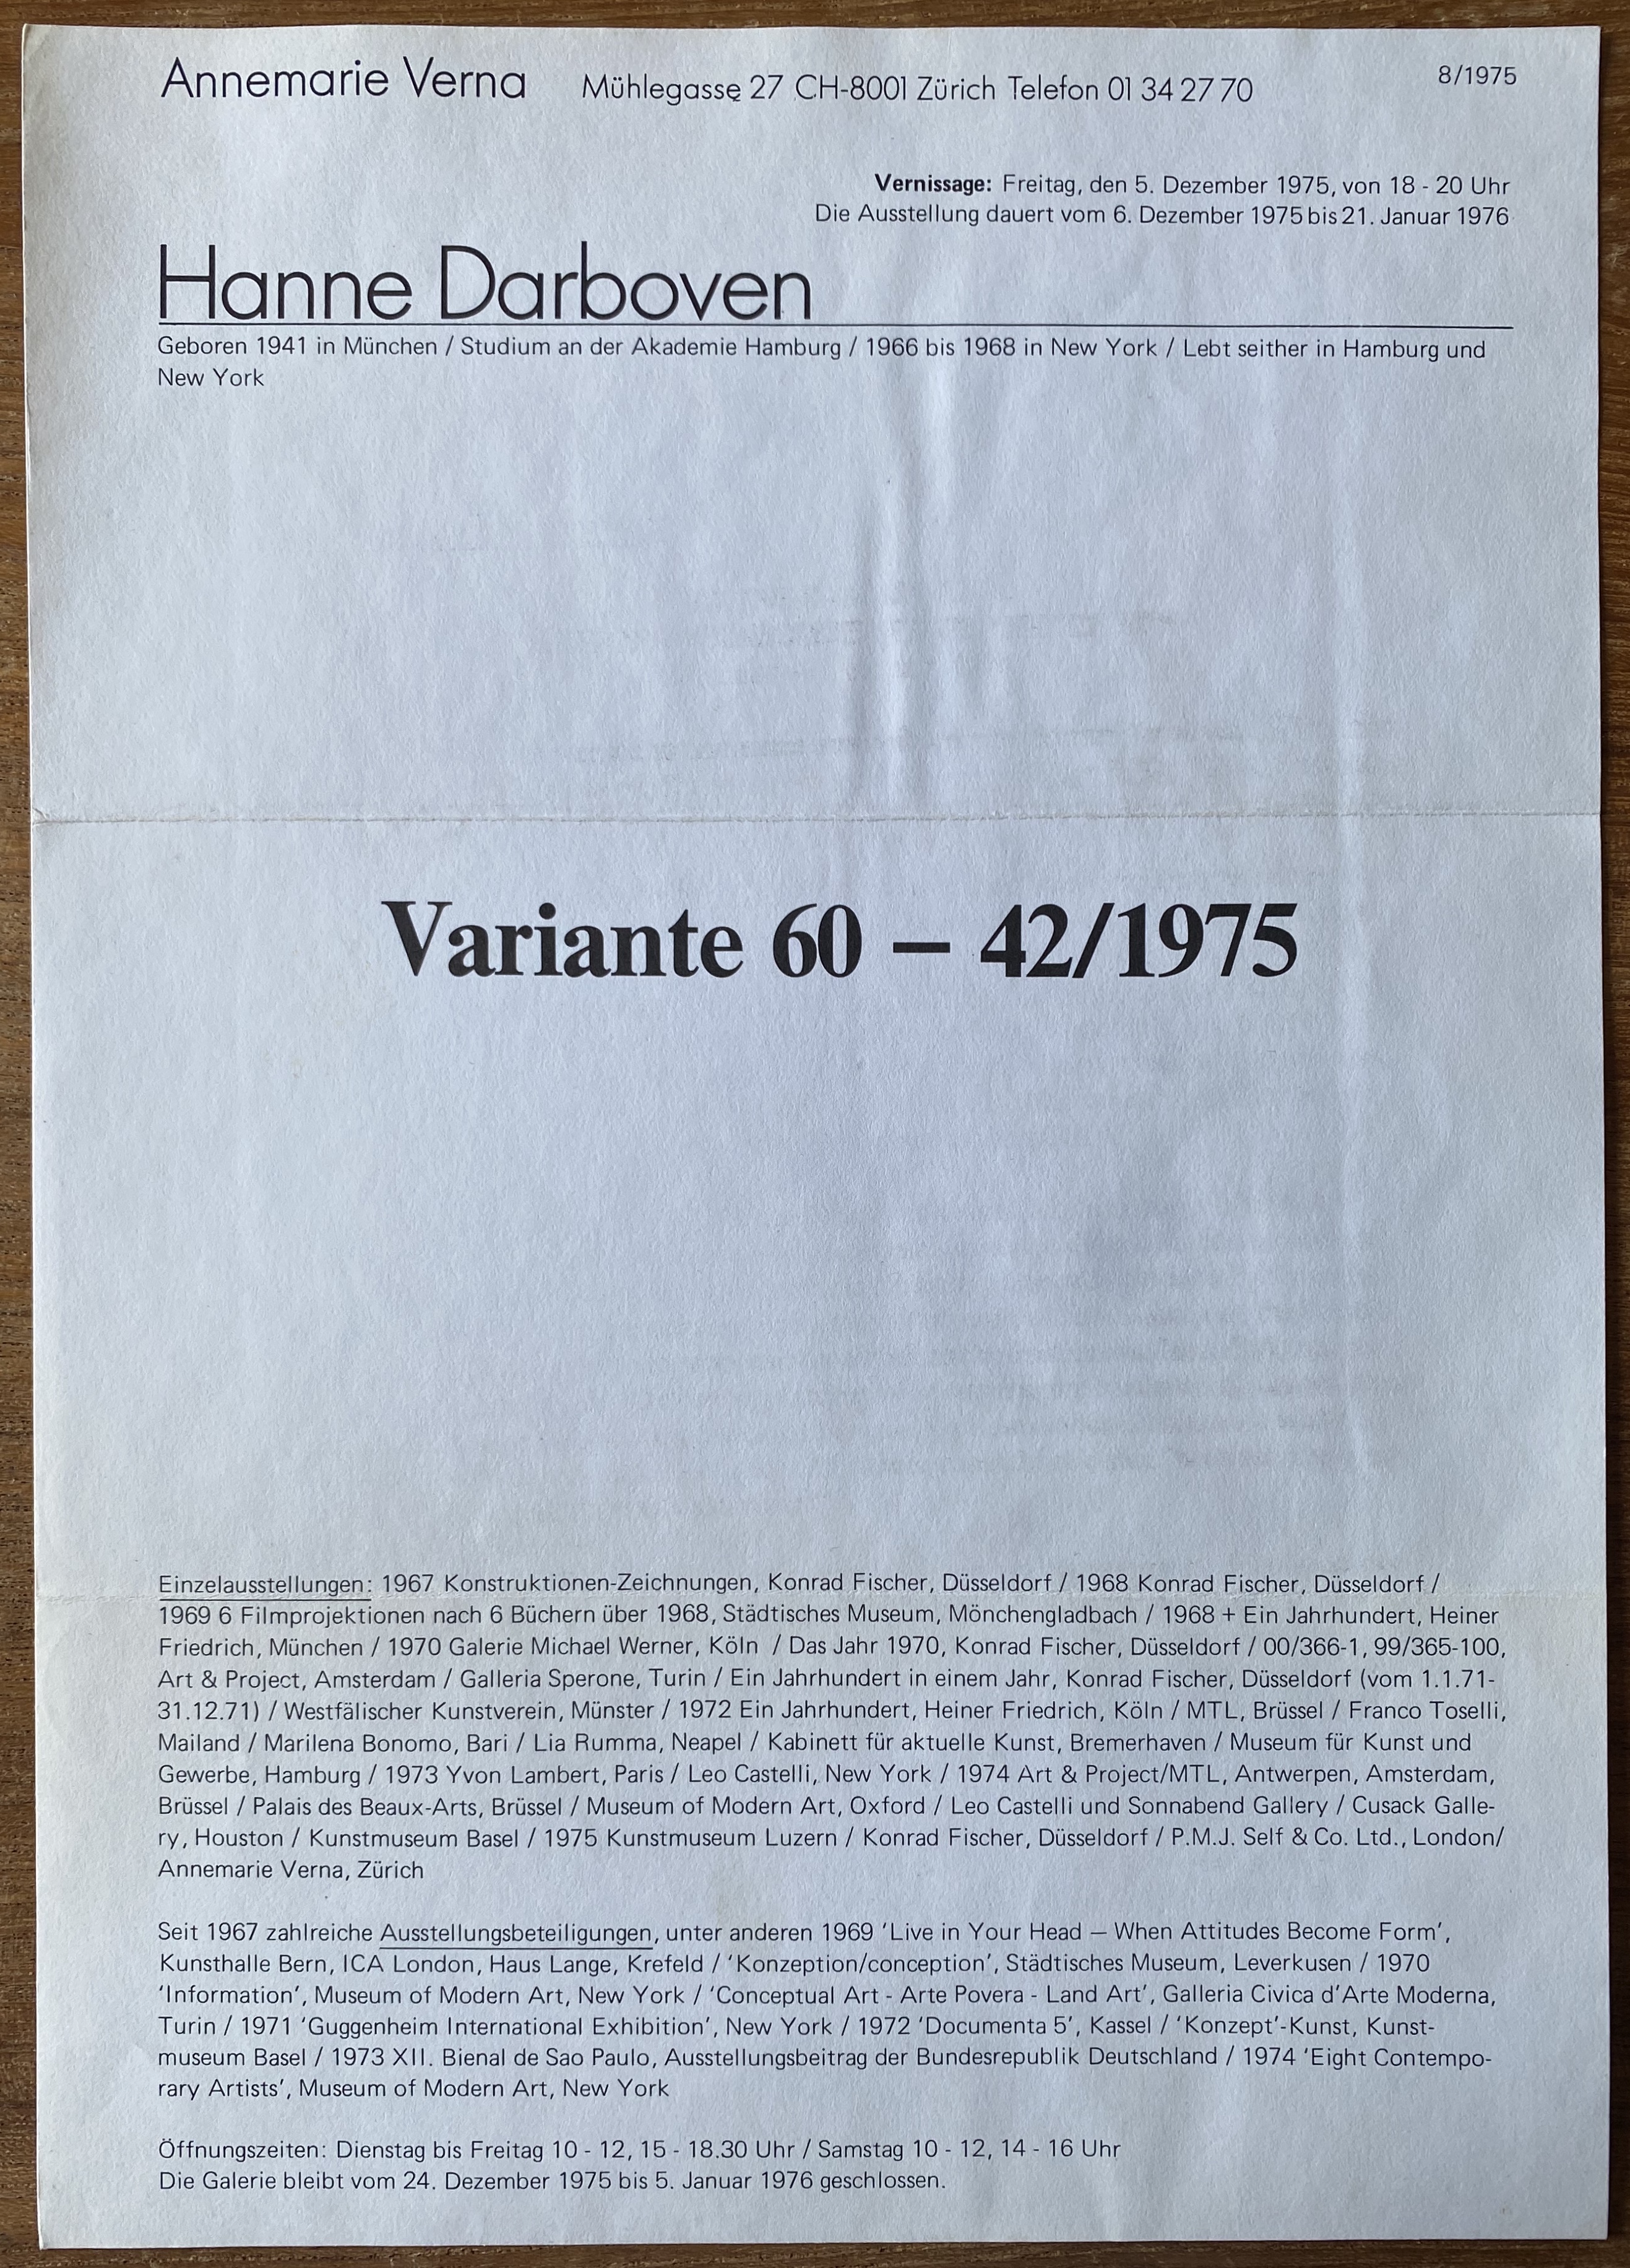 Annemarie Verna Mühlegasse 27 CH-8001 Zürich Telefon 01 34 27 70 8/1975
Vernissage: Freitag, den 5. Dezember 1975, von 18 - 20 Uhr
Die Ausstellung dauert vom 6. Dezember 1975 bis 21. Januar 1976
Hanne Darboven
Geboren 1941 in München / Studium an der Akademie Hamburg / 1966 bis 1968 in New York / Lebt seither in Hamburg und
New York
Variante 60 – 42/1975
Einzelausstellungen: 1967 Konstruktionen-Zeichnungen, Konrad Fischer, Düsseldorf / 1968 Konrad Fischer, Düsseldorf /
1969 6 Filmprojektionen nach 6 Büchern über 1968, Städtisches Museum, Mönchengladbach / 1968 + Ein Jahrhundert, Heiner
Friedrich, München / 1970 Galerie Michael Werner, Köln / Das Jahr 1970, Konrad Fischer, Düsseldorf / 00/366-1, 99/365-100,
Art & Project, Amsterdam / Galleria Sperone, Turin / Ein Jahrhundert in einem Jahr, Konrad Fischer, Düsseldorf (vom 1.1.71-
31.12.71) / Westfälischer Kunstverein, Münster / 1972 Ein Jahrhundert, Heiner Friedrich, Köln / MTL, Brüssel / Franco Toselli,
Mailand / Marilena Bonomo, Bari / Lia Rumma, Neapel / Kabinett für aktuelle Kunst, Bremerhaven / Museum für Kunst und
Gewerbe, Hamburg / 1973 Yvon Lambert, Paris / Leo Castelli, New York / 1974 Art & Project/MTL, Antwerpen, Amsterdam,
Brüssel / Palais des Beaux-Arts, Brüssel / Museum of Modern Art, Oxford / Leo Castelli und Sonnabend Gallery / Cusack Galle-
ry, Houston / Kunstmuseum Basel / 1975 Kunstmuseum Luzern / Konrad Fischer, Düsseldorf / P.M.J. Self & Co. Ltd., London/
Annemarie Verna, Zürich
Seit 1967 zahlreiche Ausstellungsbeteiligungen, unter anderen 1969 'Live in Your Head — When Attitudes Become Form',
Kunsthalle Bern, ICA London, Haus Lange, Krefeld / 'Konzeption/conception', Städtisches Museum, Leverkusen / 1970
'Information', Museum of Modern Art, New York / 'Conceptual Art - Arte Povera - Land Art', Galleria Civica d'Arte Moderna,
Turin / 1971 'Guggenheim International Exhibition', New York / 1972 'Documenta 5', Kassel / 'Konzept'-Kunst, Kunst-
museum Basel / 1973 XII. Bienal de Sao Paulo, Ausstellungsbeitrag der Bundesrepublik Deutschland / 1974 'Eight Contempo-
rary Artists', Museum of Modern Art, New York
Öffnungszeiten: Dienstag bis Freitag 10 - 12, 15 - 18.30 Uhr / Samstag 10 - 12, 14 - 16 Uhr
Die Galerie bleibt vom 24. Dezember 1975 bis 5. Januar 1976 geschlossen.